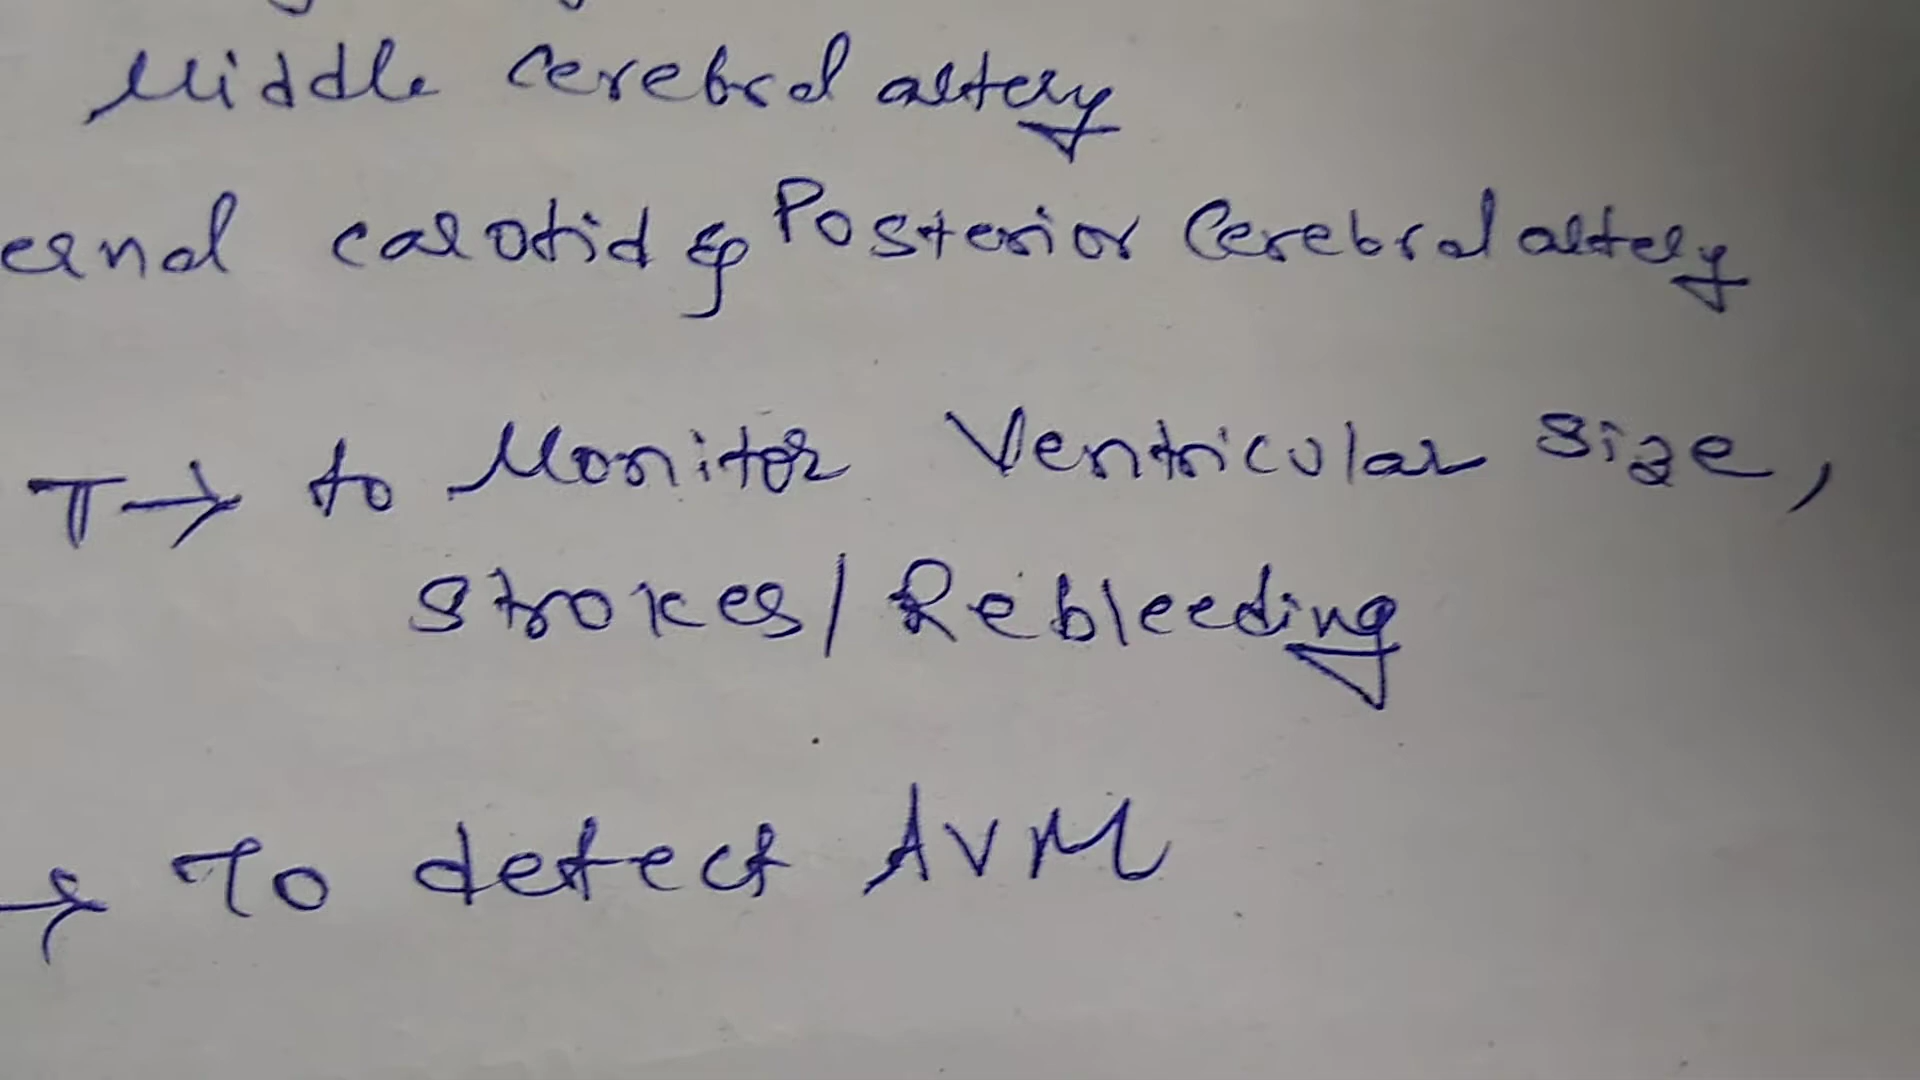 Middle Cerebral artery
ernal carotid & Posterior Cerebral artery
T → to Monitor Ventricular size,
strokes/Rebleeding
→ To detect AVM